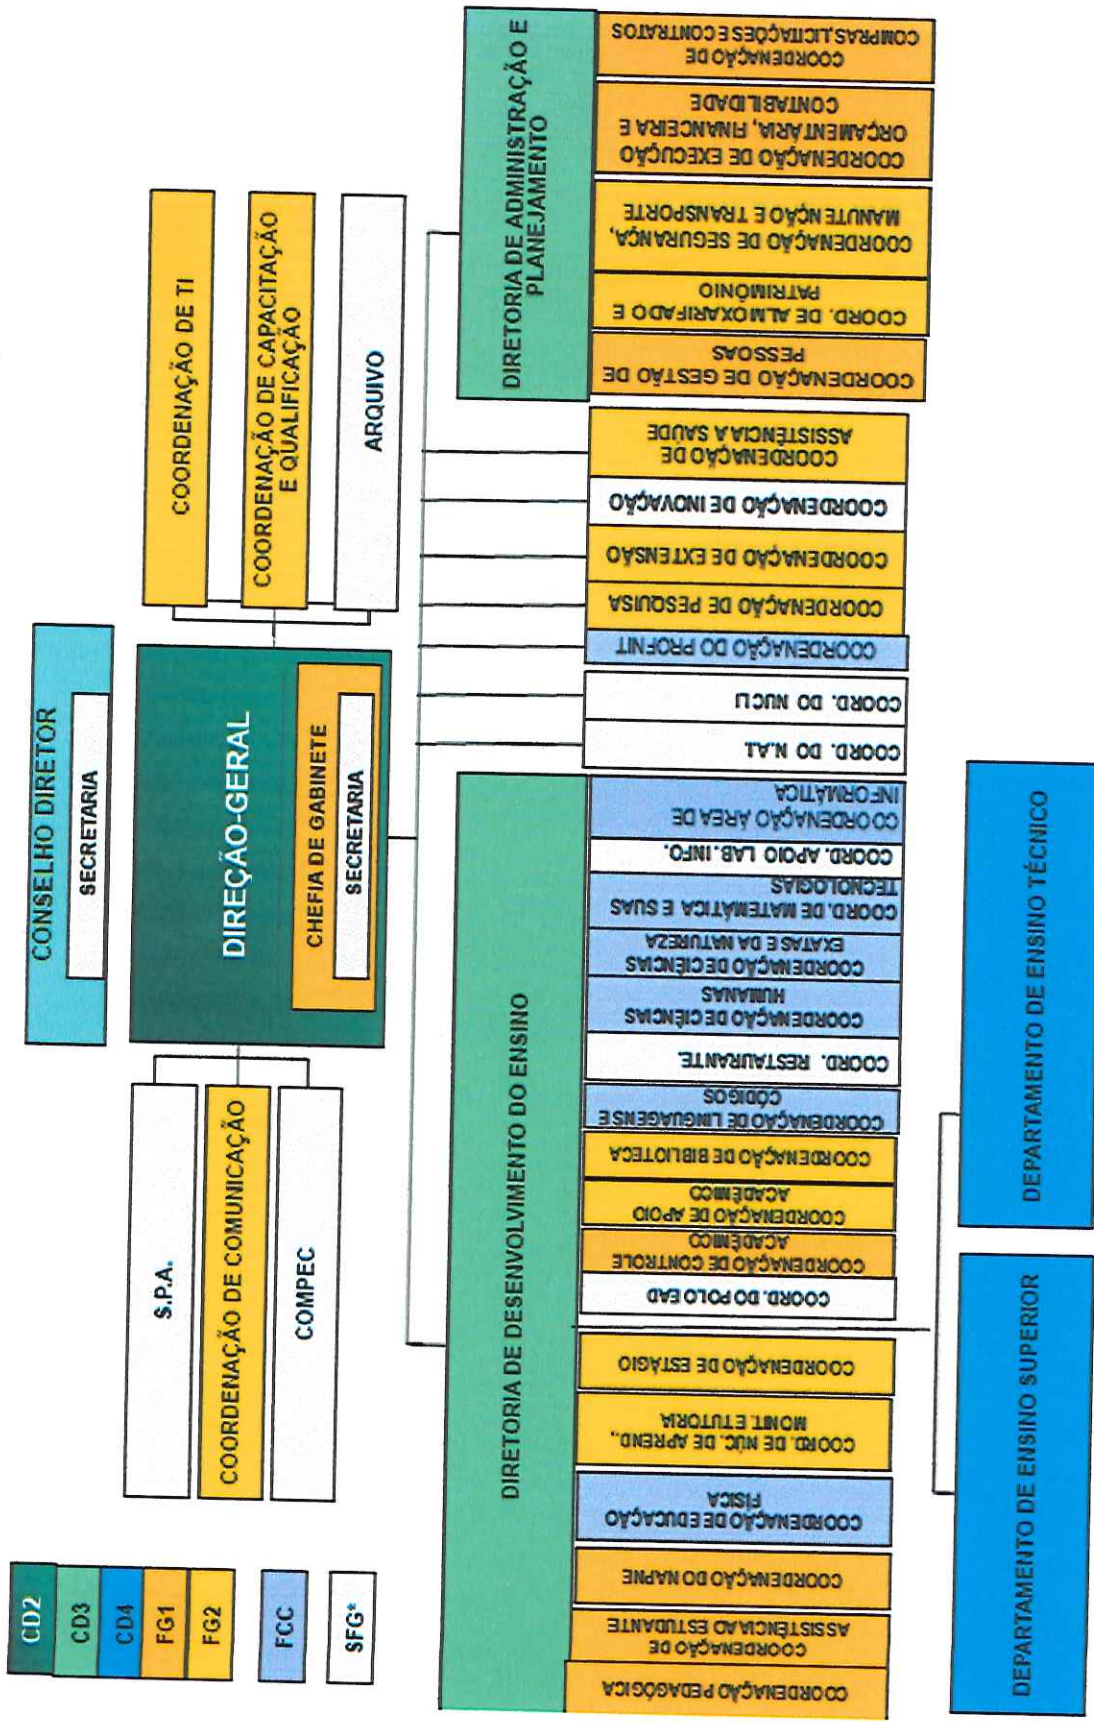 CONSELHO DIRETOR
SECRETARIA
DIREÇÃO-GERAL
CHEFIA DE GABINETE
SECRETARIA
S.P.A.
COORDENAÇÃO DE COMUNICAÇÃO
COMPEC
COORDENAÇÃO DE TI
COORDENAÇÃO DE CAPACITAÇÃO
E QUALIFICAÇÃO
ARQUIVO
CD2
CD3
CD4
FG1
FG2
FCC
SFG*
DIRETORIA DE DESENVOLVIMENTO DO ENSINO
COORDENAÇÃO PEDAGÓGICA
COORDENAÇÃO DE
ASSISTÊNCIA AO ESTUDANTE
COORDENAÇÃO DO NAPNE
COORDENAÇÃO DE EDUCAÇÃO
FÍSICA
COORD. DE NÚC. DE APREND.,
MONIT. E TUTORIA
COORDENAÇÃO DE ESTÁGIO
COORD. DO POLO EAD
COORDENAÇÃO DE CONTROLE
ACADÊMICO
COORDENAÇÃO DE APOIO
ACADÊMICO
COORDENAÇÃO DE BIBLIOTECA
COORDENAÇÃO DE LINGUAGENS E
CÓDIGOS
COORD. RESTAURANTE.
COORDENAÇÃO DE CIÊNCIAS
HUMANAS
COORDENAÇÃO DE CIÊNCIAS
EXATAS E DA NATUREZA
COORD. DE MATEMÁTICA E SUAS
TECNOLOGIAS
COORD. APOIO LAB. INFO.
COORDENAÇÃO ÁREA DE
INFORMÁTICA
COORD. DO N.A.I.
COORD. DO NUCLI
COORDENAÇÃO DO PROFNIT
COORDENAÇÃO DE PESQUISA
COORDENAÇÃO DE EXTENSÃO
COORDENAÇÃO DE INOVAÇÃO
COORDENAÇÃO DE
ASSISTÊNCIA A SAÚDE
DIRETORIA DE ADMINISTRAÇÃO E
PLANEJAMENTO
COORDENAÇÃO DE GESTÃO DE
PESSOAS
COORD. DE ALMOXARIFADO E
PATRIMÔNIO
COORDENAÇÃO DE SEGURANÇA,
MANUTENÇÃO E TRANSPORTE
COORDENAÇÃO DE EXECUÇÃO
ORÇAMENTÁRIA, FINANCEIRA E
CONTABILIDADE
COORDENAÇÃO DE
COMPRAS,LICITAÇÕES E CONTRATOS
DEPARTAMENTO DE ENSINO SUPERIOR
DEPARTAMENTO DE ENSINO TÉCNICO